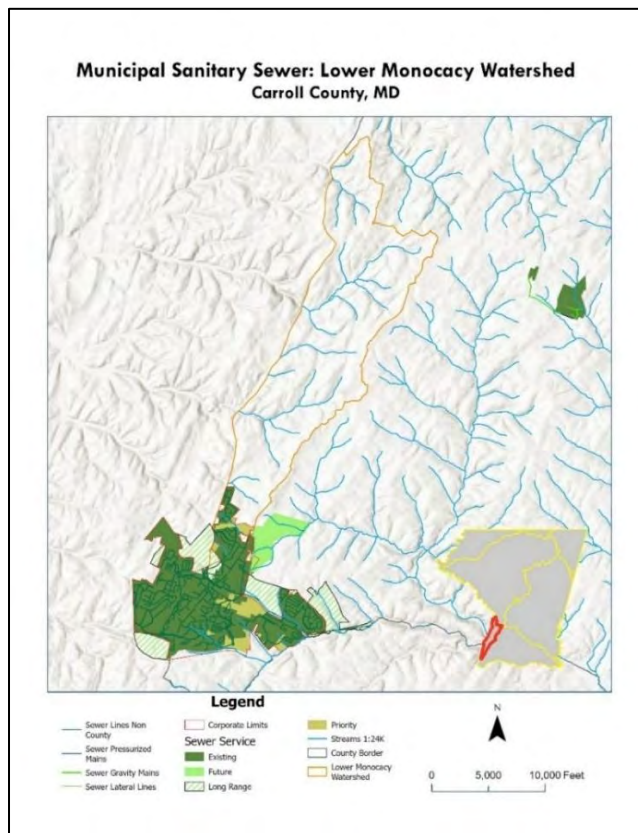 Municipal Sanitary Sewer: Lower Monocacy Watershed
Carroll County, MD
Legend
Sewer Lines Non
County
Sewer Pressurized
Mains
Sewer Gravity Mains
Sewer Lateral Lines
Corporate Limits
Sewer Service
Existing
Future
Long Range
Priority
Streams 1:24K
County Border
Lower Monocacy
Watershed
N
0 5,000 10,000 Feet